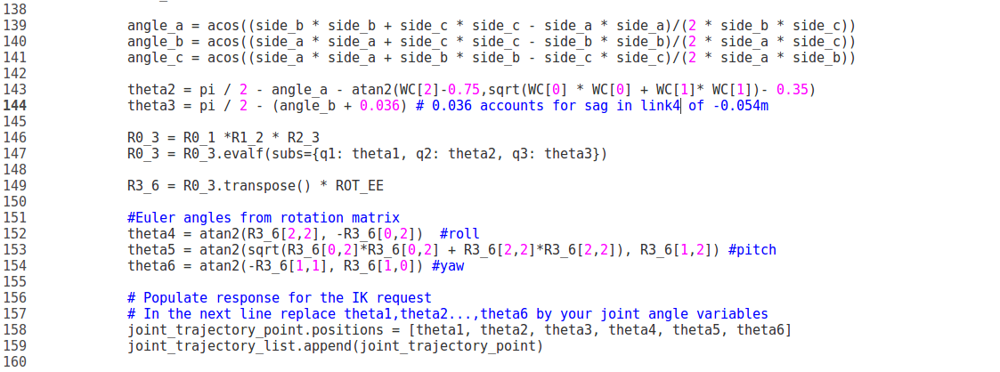 138
139 angle_a = acos((side_b * side_b + side_c * side_c - side_a * side_a)/(2 * side_b * side_c))
140 angle_b = acos((side_a * side_a + side_c * side_c - side_b * side_b)/(2 * side_a * side_c))
141 angle_c = acos((side_a * side_a + side_b * side_b - side_c * side_c)/(2 * side_a * side_b))
142
143 theta2 = pi / 2 - angle_a - atan2(WC[2]-0.75,sqrt(WC[0] * WC[0] + WC[1]* WC[1])- 0.35)
144 theta3 = pi / 2 - (angle_b + 0.036) # 0.036 accounts for sag in link4 of -0.054m
145
146 R0_3 = R0_1 *R1_2 * R2_3
147 R0_3 = R0_3.evalf(subs={q1: theta1, q2: theta2, q3: theta3})
148
149 R3_6 = R0_3.transpose() * ROT_EE
150
151 #Euler angles from rotation matrix
152 theta4 = atan2(R3_6[2,2], -R3_6[0,2])  #roll
153 theta5 = atan2(sqrt(R3_6[0,2]*R3_6[0,2] + R3_6[2,2]*R3_6[2,2]), R3_6[1,2]) #pitch
154 theta6 = atan2(-R3_6[1,1], R3_6[1,0]) #yaw
155
156 # Populate response for the IK request
157 # In the next line replace theta1,theta2...,theta6 by your joint angle variables
158 joint_trajectory_point.positions = [theta1, theta2, theta3, theta4, theta5, theta6]
159 joint_trajectory_list.append(joint_trajectory_point)
160